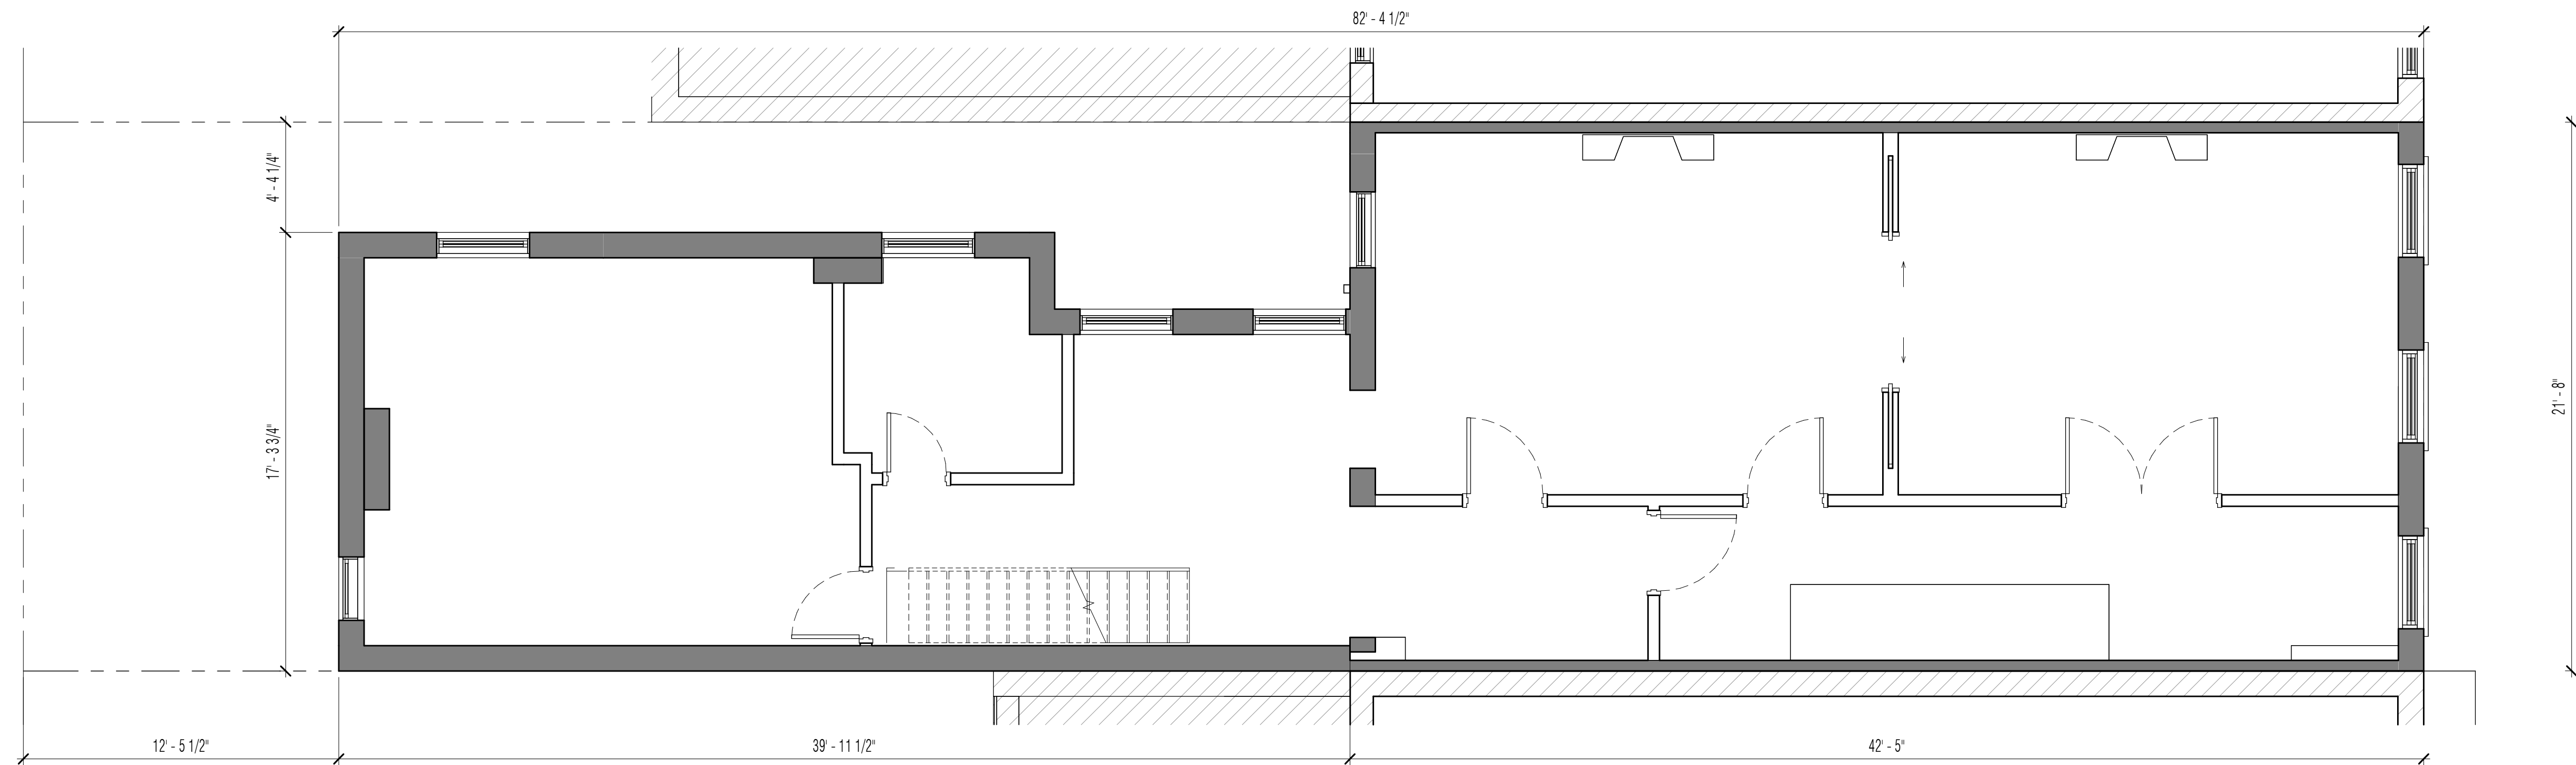 82' - 4 1/2"
4' - 4 1/4"
17' - 3 3/4"
21' - 8"
12' - 5 1/2"
39' - 11 1/2"
42' - 5"